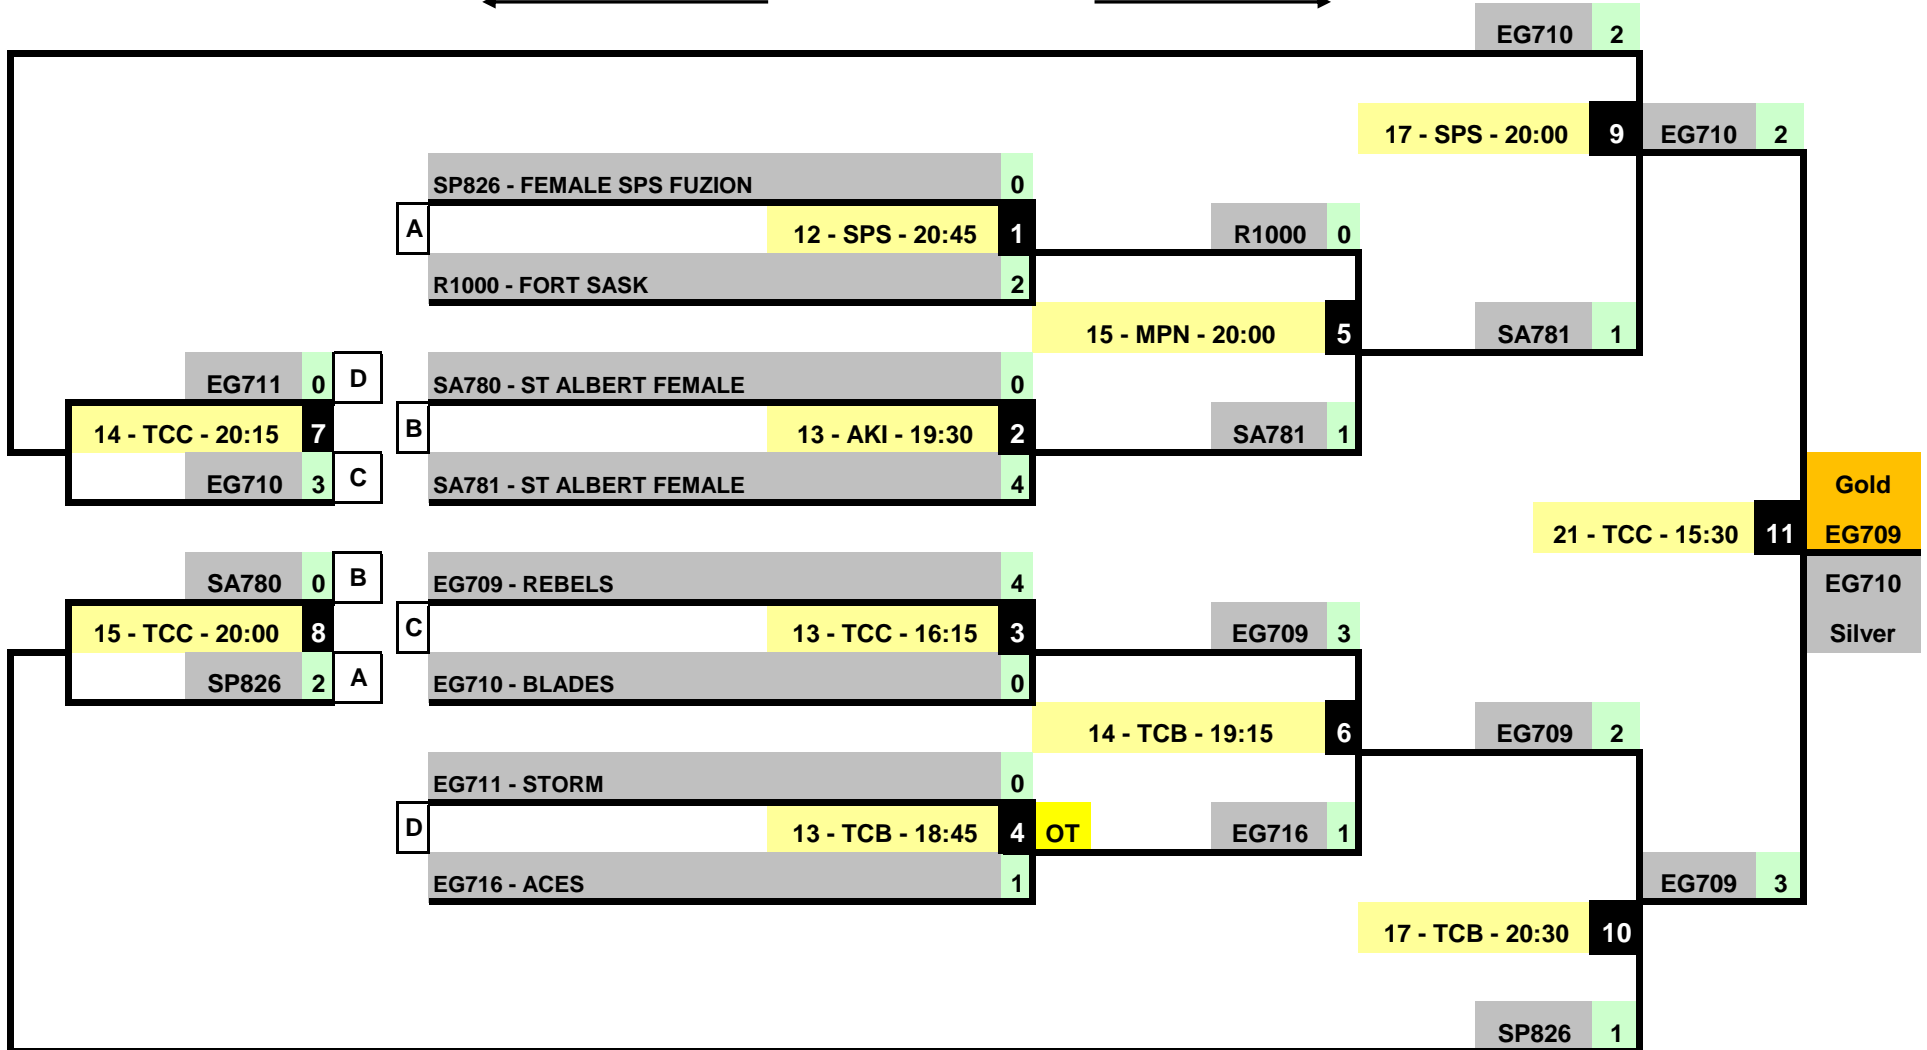 EG710 2
17 - SPS - 20:00 9 EG710 2
SP826 - FEMALE SPS FUZION 0
A 12 - SPS - 20:45 1 R1000 0
R1000 - FORT SASK 2
15 - MPN - 20:00 5 SA781 1
EG711 0 D SA780 - ST ALBERT FEMALE 0
14 - TCC - 20:15 7 B 13 - AKI - 19:30 2 SA781 1
EG710 3 C SA781 - ST ALBERT FEMALE 4 Gold
21 - TCC - 15:30 11 EG709
SA780 0 B EG709 - REBELS 4 EG710
15 - TCC - 20:00 8 C 13 - TCC - 16:15 3 EG709 3 Silver
SP826 2 A EG710 - BLADES 0
14 - TCB - 19:15 6 EG709 2
EG711 - STORM 0
D 13 - TCB - 18:45 4 OT EG716 1
EG716 - ACES 1 EG709 3
17 - TCB - 20:30 10
SP826 1